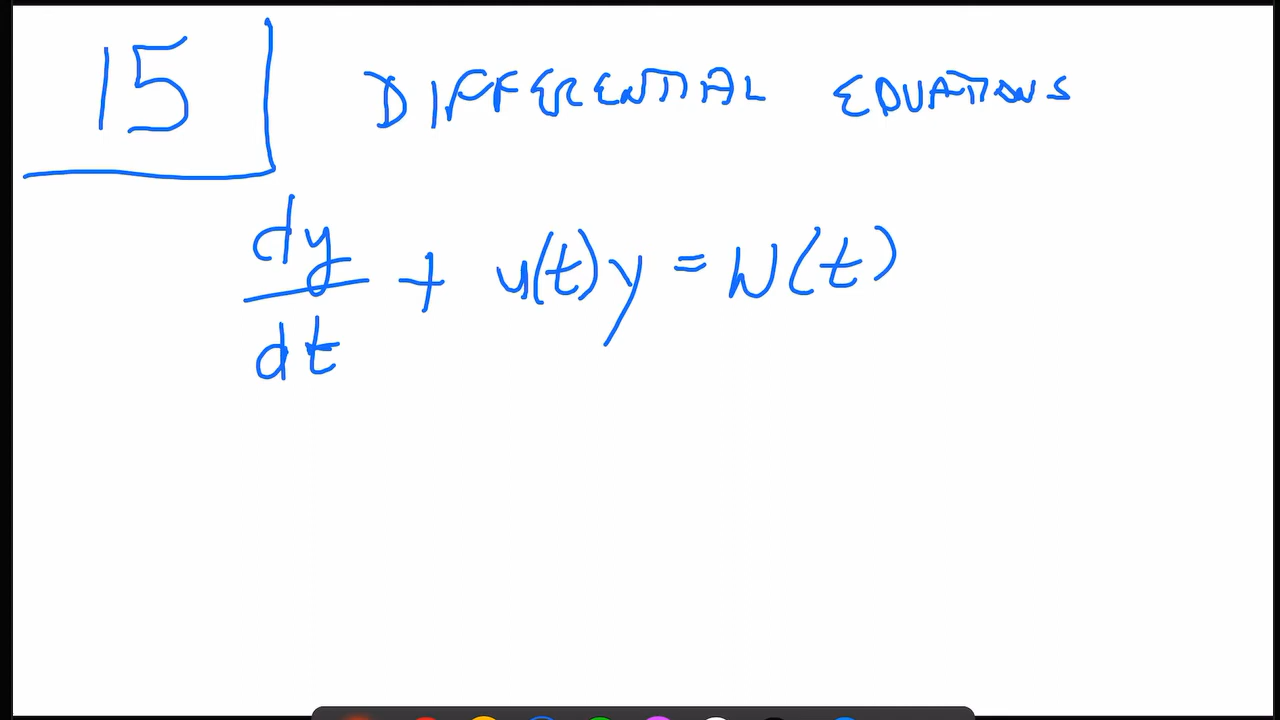 15 DIFFERENTIAL EQUATIONS
dy/dt + u(t)y = w(t)